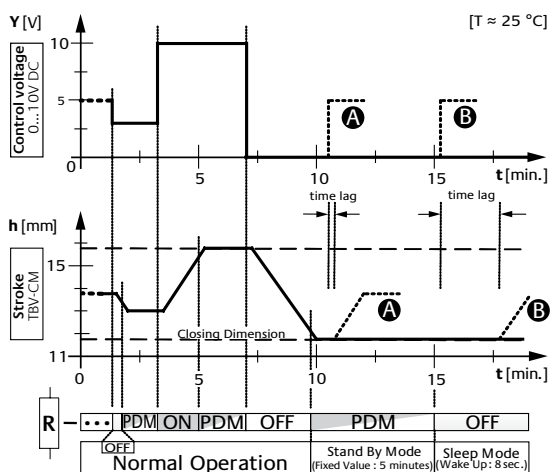 Y [V]
[T ≈ 25 °C]
Control voltage
0...10V DC
10
5
0
A
B
5
10
15
t [min.]
time lag
time lag
h [mm]
Stroke
TBV-CM
15
11
Closing Dimension
A
B
0
5
10
15
t [min.]
R
PDM
ON
PDM
OFF
PDM
OFF
OFF
Normal Operation
Stand By Mode
(Fixed Value : 5 minutes)
Sleep Mode
(Wake Up : 8 sec.)